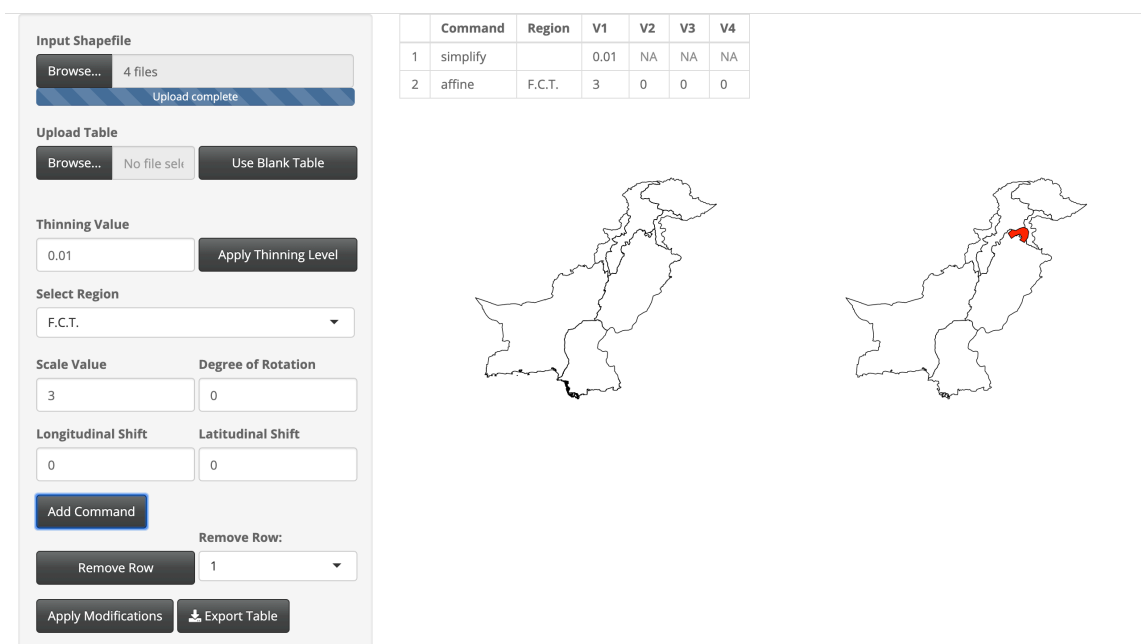 Input Shapefile
Browse... 4 files
Upload complete
Upload Table
Browse... No file sele Use Blank Table
Thinning Value
0.01 Apply Thinning Level
Select Region
F.C.T.
Scale Value Degree of Rotation
3 0
Longitudinal Shift Latitudinal Shift
0 0
Add Command
Remove Row:
Remove Row 1
Apply Modifications Export Table
Command Region V1 V2 V3 V4
1 simplify 0.01 NA NA NA
2 affine F.C.T. 3 0 0 0